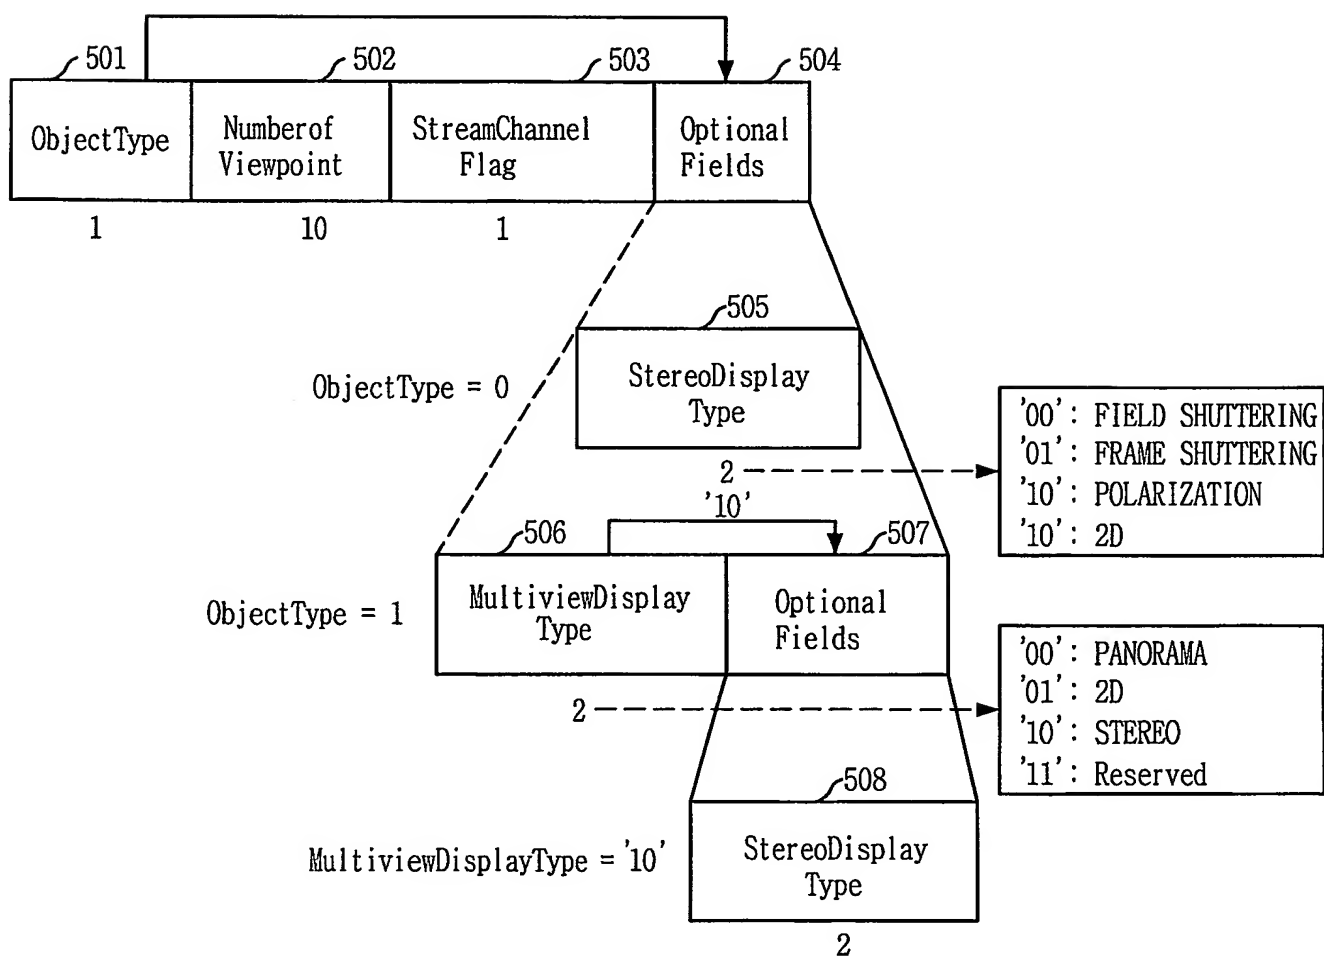 501
502
503
504
ObjectType
Numberof
Viewpoint
StreamChannel
Flag
Optional
Fields
1
10
1
505
ObjectType = 0
StereoDisplay
Type
2
'00': FIELD SHUTTERING
'01': FRAME SHUTTERING
'10': POLARIZATION
'10': 2D
'10'
506
507
ObjectType = 1
MultiviewDisplay
Type
Optional
Fields
2
'00': PANORAMA
'01': 2D
'10': STEREO
'11': Reserved
508
MultiviewDisplayType = '10'
StereoDisplay
Type
2